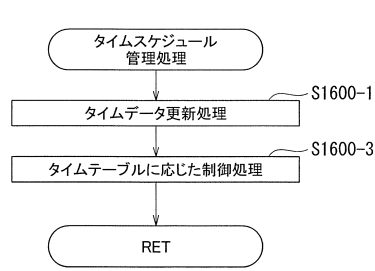 タイムスケジュール
管理処理
S1600-1
タイムデータ更新処理
S1600-3
タイムテーブルに応じた制御処理
RET